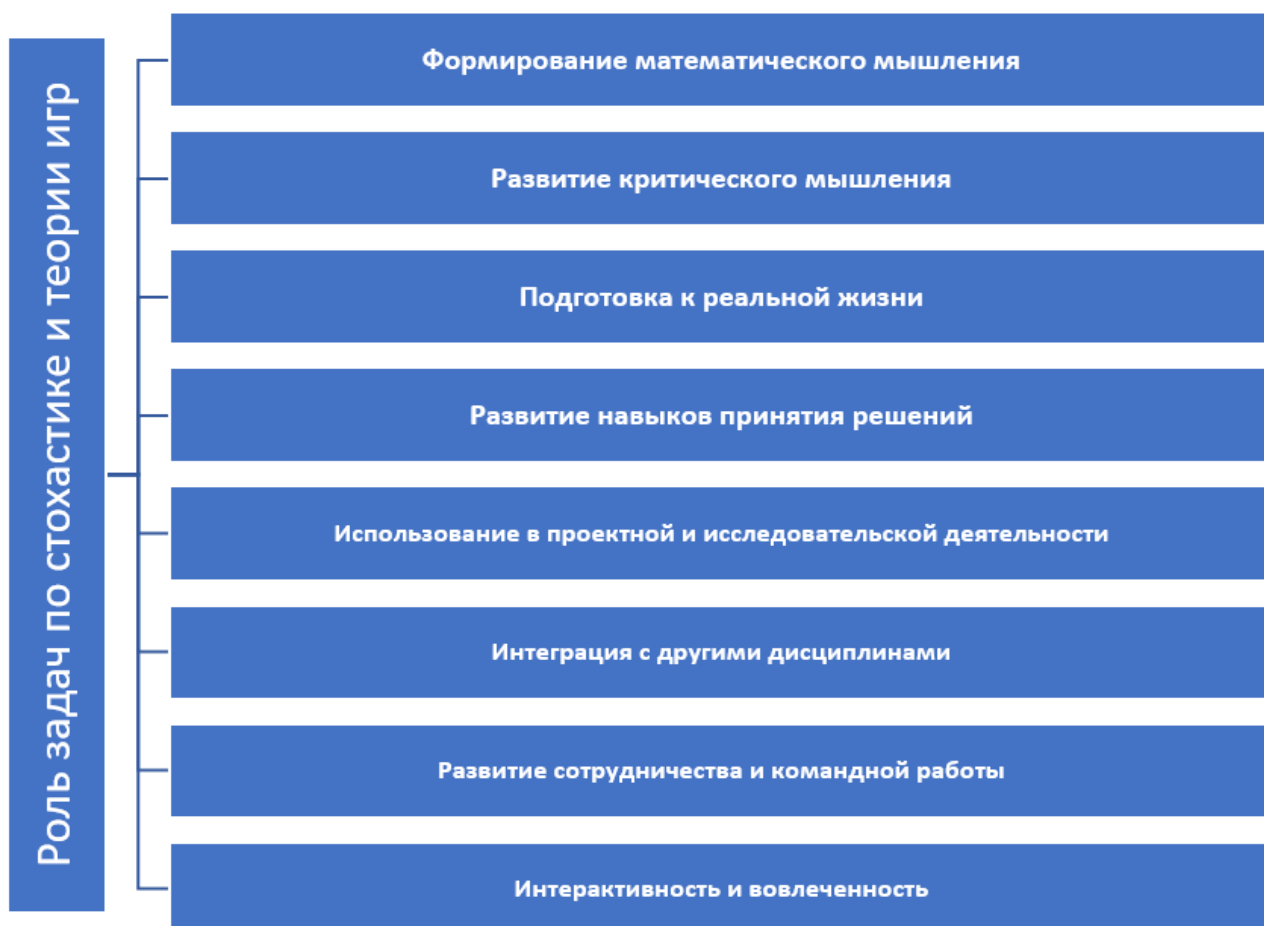 Роль задач по стохастике и теории игр
Формирование математического мышления
Развитие критического мышления
Подготовка к реальной жизни
Развитие навыков принятия решений
Использование в проектной и исследовательской деятельности
Интеграция с другими дисциплинами
Развитие сотрудничества и командной работы
Интерактивность и вовлеченность